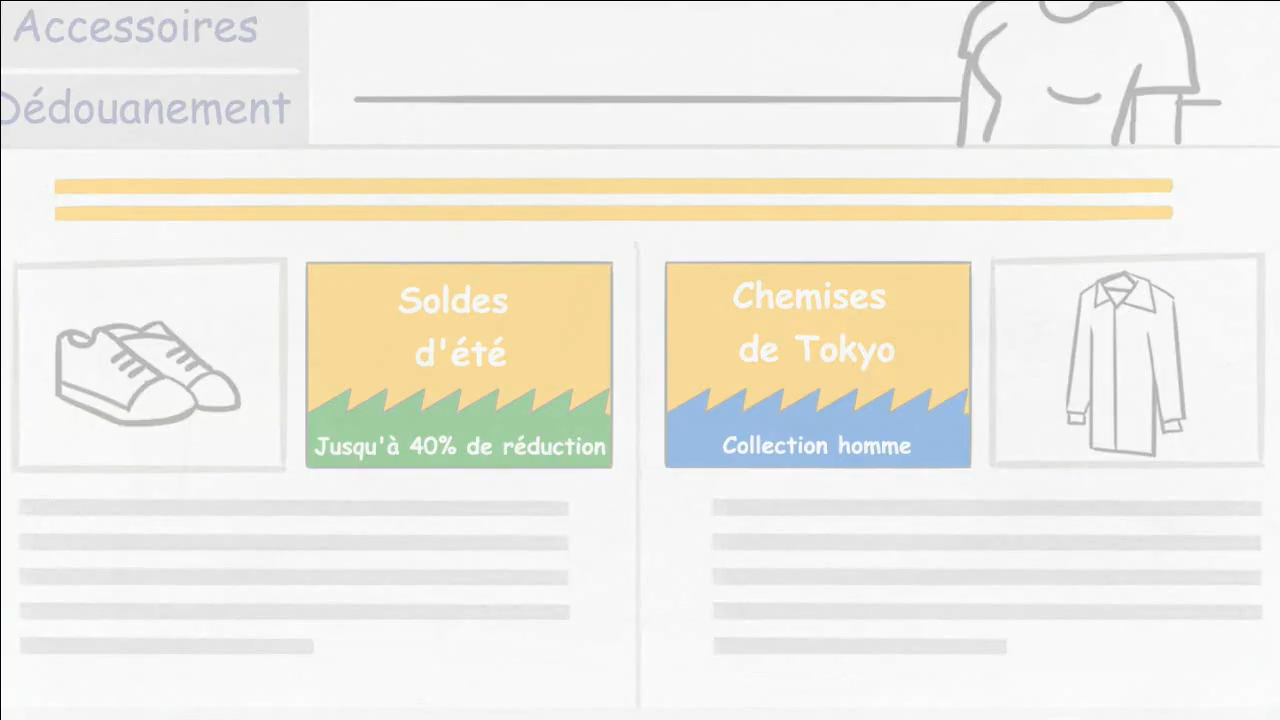 Accessoires
Dédouanement
Soldes
d'été
Jusqu'à 40% de réduction
Chemises
de Tokyo
Collection homme